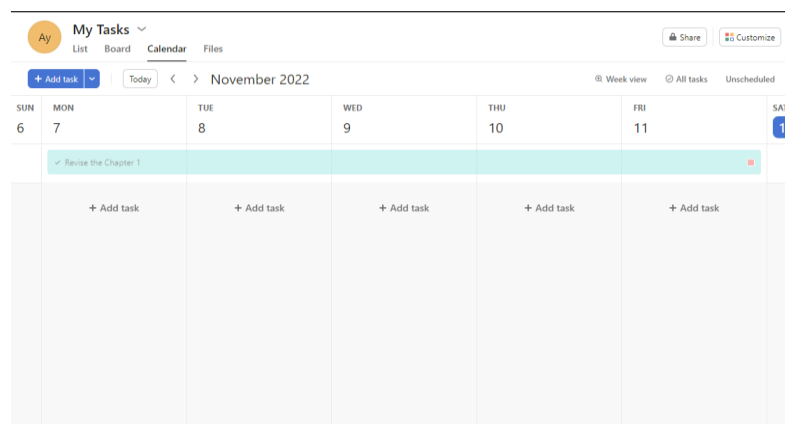 Ay
My Tasks
List Board Calendar Files
Share
Customize
+ Add task
Today
November 2022
Week view
All tasks
Unscheduled
SUN MON TUE WED THU FRI SAT
6 7 8 9 10 11 1
Revise the Chapter 1
+ Add task + Add task + Add task + Add task + Add task